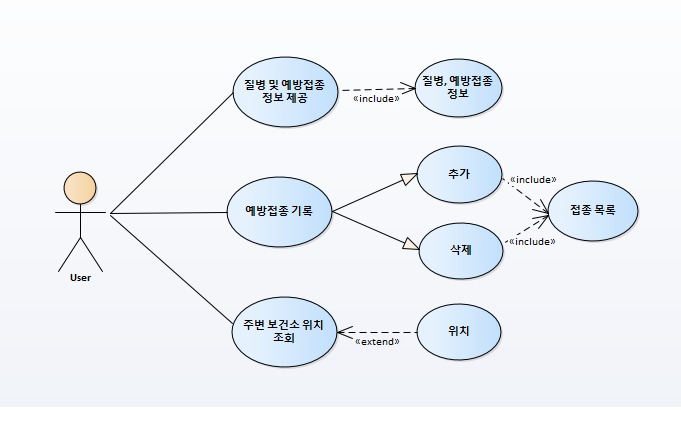 질병 및 예방접종
정보 제공
«include»
질병, 예방접종
정보
추가
«include»
예방접종 기록
접종 목록
삭제
«include»
User
주변 보건소 위치
조회
«extend»
위치